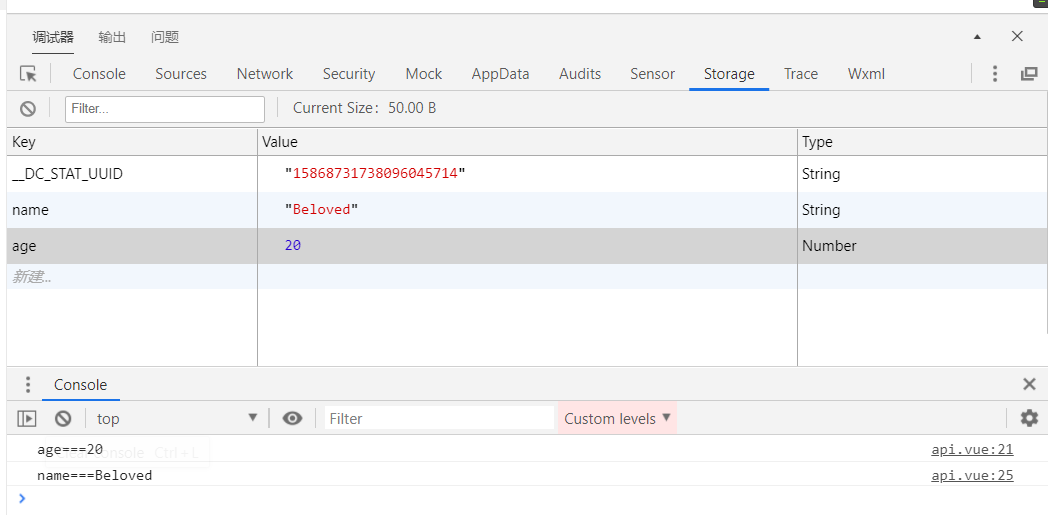 调试器 输出 问题
Console Sources Network Security Mock AppData Audits Sensor Storage Trace Wxml
Filter... Current Size: 50.00 B
Key Value Type
__DC_STAT_UUID "15868731738096045714" String
name "Beloved" String
age 20 Number
新建...
Console
top Filter Custom levels
age===20 api.vue:21
Console Ctrl+L
name===Beloved api.vue:25